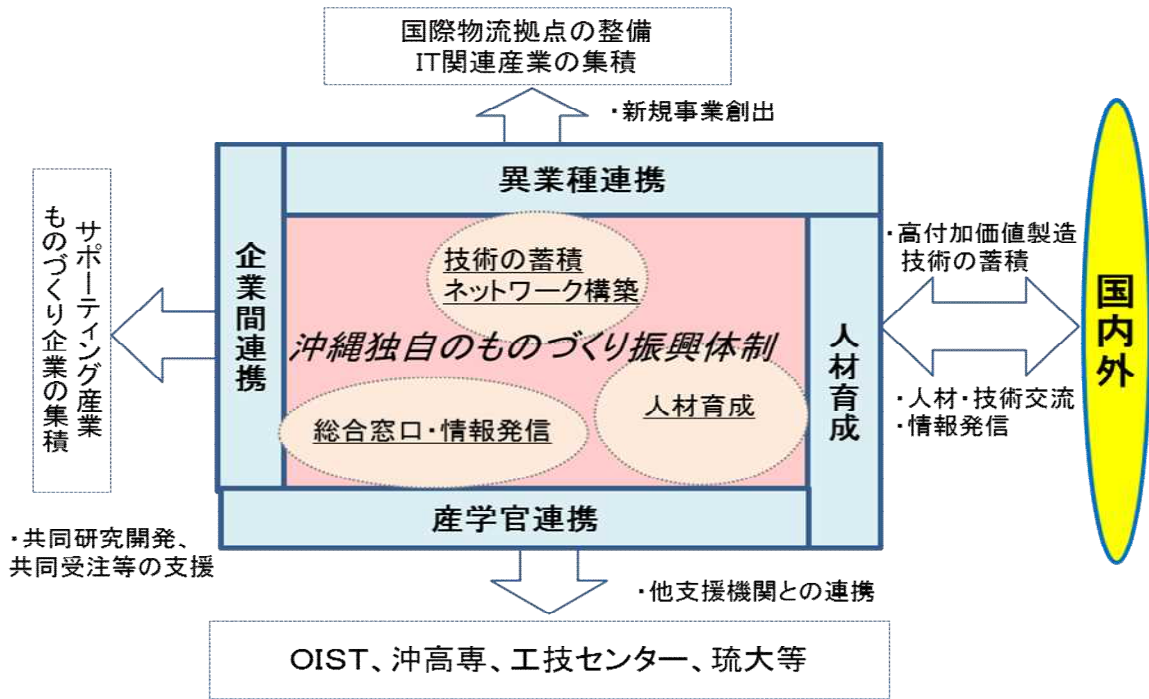 国際物流拠点の整備
IT関連産業の集積
・新規事業創出
異業種連携
サポーティング産業
ものづくり企業の集積
企業間連携
技術の蓄積
ネットワーク構築
沖縄独自のものづくり振興体制
総合窓口・情報発信
人材育成
人材育成
・高付加価値製造
技術の蓄積
国内外
・人材・技術交流
・情報発信
産学官連携
・共同研究開発、
共同受注等の支援
・他支援機関との連携
OIST、沖高専、工技センター、琉大等